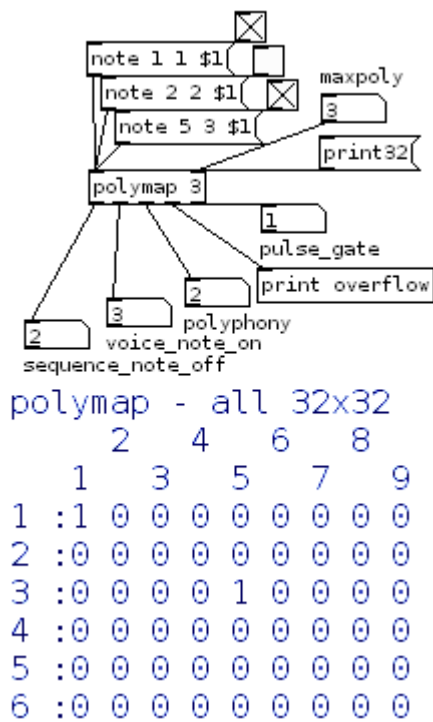 note 1 1 $1
note 2 2 $1
note 5 3 $1
maxpoly
3
print32
polymap 3
1
pulse_gate
print overflow
2
polyphony
3
voice_note_on
2
sequence_note_off
polymap - all 32x32
2 4 6 8
1 3 5 7 9
1 :1 0 0 0 0 0 0 0 0
2 :0 0 0 0 0 0 0 0 0
3 :0 0 0 0 1 0 0 0 0
4 :0 0 0 0 0 0 0 0 0
5 :0 0 0 0 0 0 0 0 0
6 :0 0 0 0 0 0 0 0 0